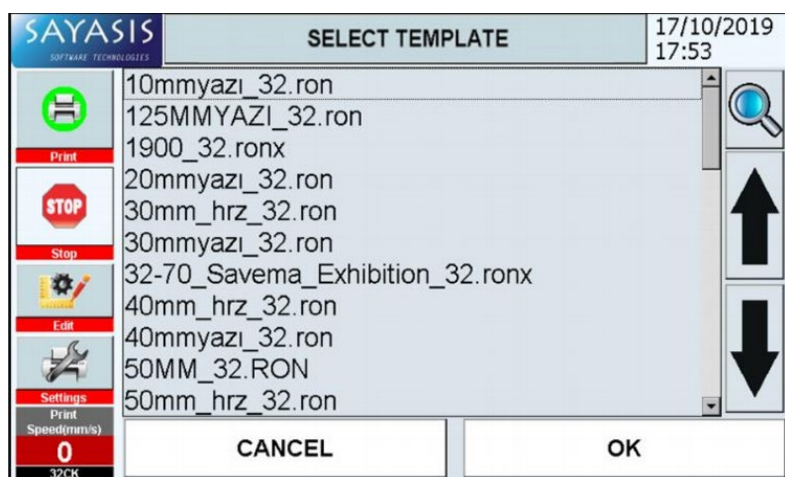 SAYASIS
SOFTWARE TECHNOLOGIES
SELECT TEMPLATE
17/10/2019
17:53
Print
STOP
Stop
Edit
Settings
Print
Speed(mm/s)
0
32CK
10mmyazı_32.ron
125MMYAZI_32.ron
1900_32.ronx
20mmyazı_32.ron
30mm_hrz_32.ron
30mmyazı_32.ron
32-70_Savema_Exhibition_32.ronx
40mm_hrz_32.ron
40mmyazı_32.ron
50MM_32.RON
50mm_hrz_32.ron
CANCEL
OK